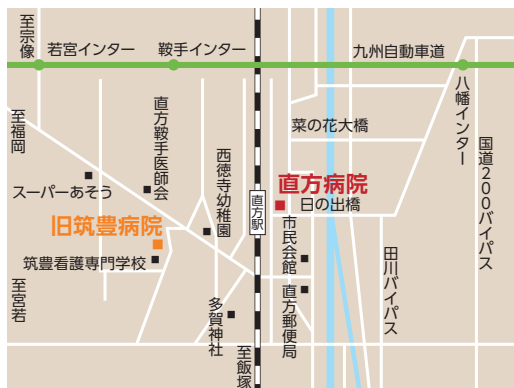 至宗像
若宮インター
鞍手インター
九州自動車道
八幡インター
国道200バイパス
至福岡
直方鞍手医師会
菜の花大橋
西徳寺幼稚園
スーパーあそう
直方病院
日の出橋
直方駅
旧筑豊病院
市民会館
筑豊看護専門学校
田川バイパス
至宮若
直方郵便局
多賀神社
至飯塚